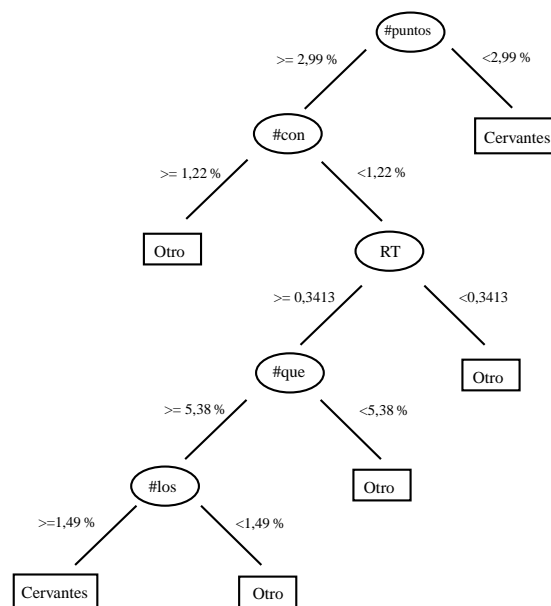 #puntos
>= 2,99 %
<2,99 %
#con
Cervantes
>= 1,22 %
<1,22 %
Otro
RT
>= 0,3413
<0,3413
#que
Otro
>= 5,38 %
<5,38 %
#los
Otro
>=1,49 %
<1,49 %
Cervantes
Otro